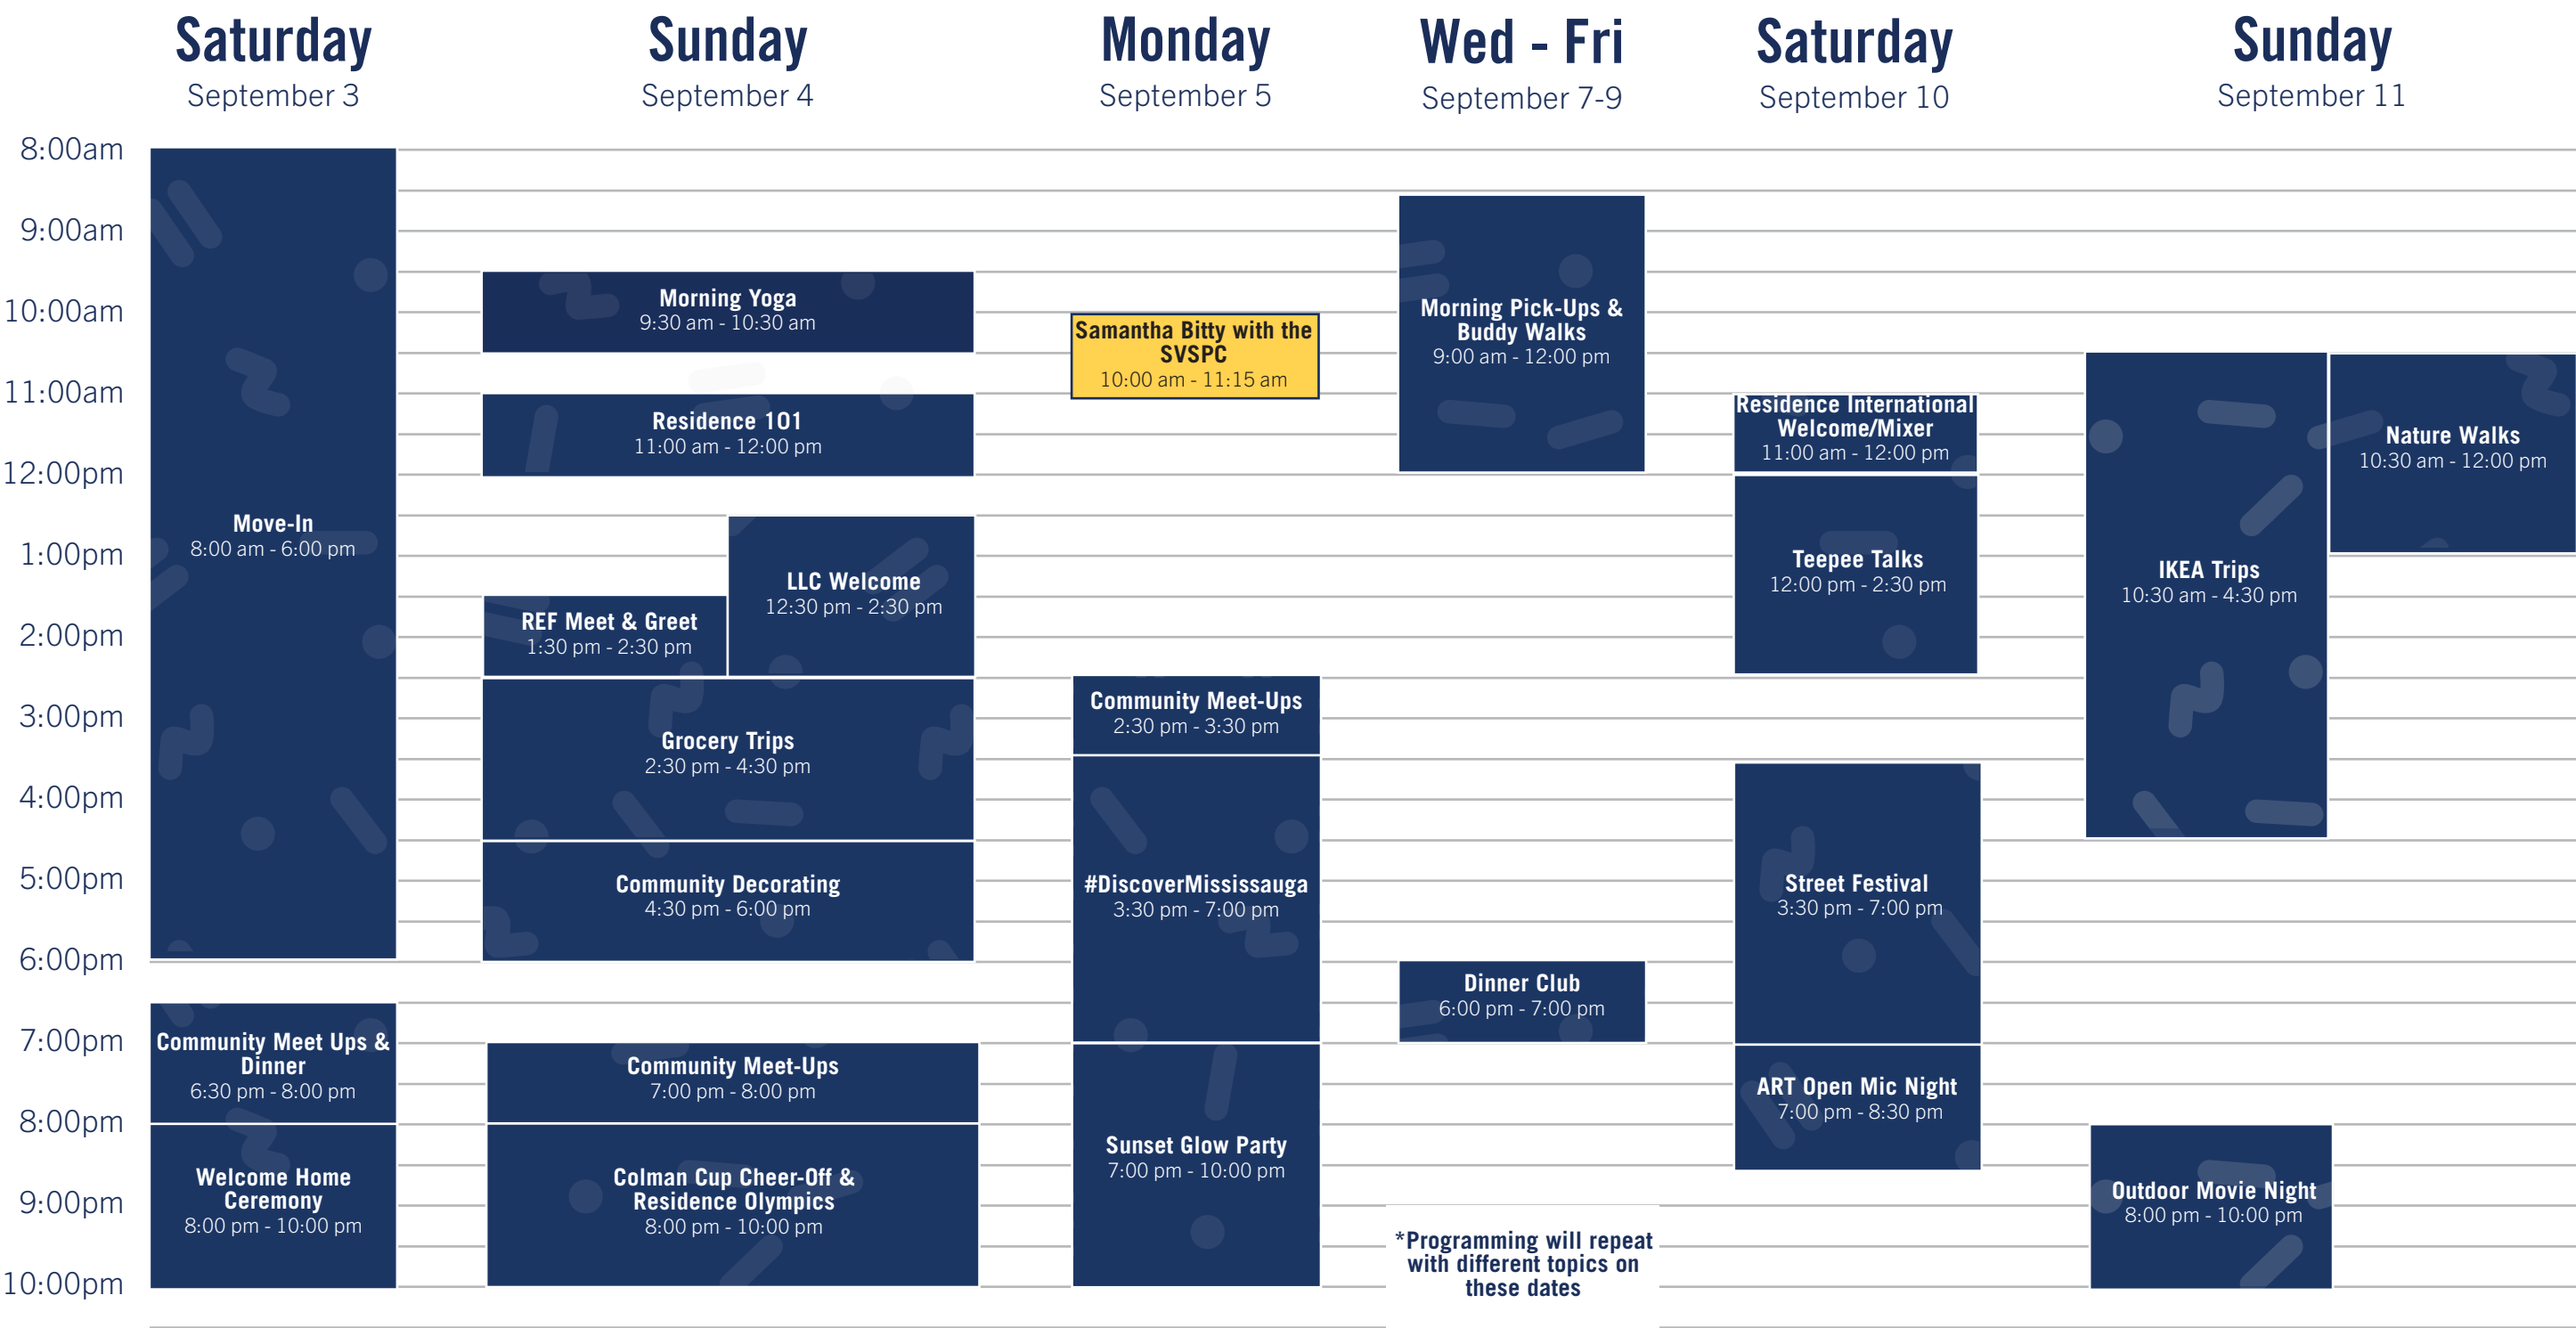 Saturday
September 3
Sunday
September 4
Monday
September 5
Wed - Fri
September 7-9
Saturday
September 10
Sunday
September 11
8:00am
9:00am
10:00am
11:00am
12:00pm
1:00pm
2:00pm
3:00pm
4:00pm
5:00pm
6:00pm
7:00pm
8:00pm
9:00pm
10:00pm
Move-In
8:00 am - 6:00 pm
Community Meet Ups &
Dinner
6:30 pm - 8:00 pm
Welcome Home
Ceremony
8:00 pm - 10:00 pm
Morning Yoga
9:30 am - 10:30 am
Residence 101
11:00 am - 12:00 pm
LLC Welcome
12:30 pm - 2:30 pm
REF Meet & Greet
1:30 pm - 2:30 pm
Grocery Trips
2:30 pm - 4:30 pm
Community Decorating
4:30 pm - 6:00 pm
Community Meet-Ups
7:00 pm - 8:00 pm
Colman Cup Cheer-Off &
Residence Olympics
8:00 pm - 10:00 pm
Samantha Bitty with the
SVSPC
10:00 am - 11:15 am
Community Meet-Ups
2:30 pm - 3:30 pm
#DiscoverMississauga
3:30 pm - 7:00 pm
Sunset Glow Party
7:00 pm - 10:00 pm
Morning Pick-Ups &
Buddy Walks
9:00 am - 12:00 pm
Dinner Club
6:00 pm - 7:00 pm
*Programming will repeat
with different topics on
these dates
Residence International
Welcome/Mixer
11:00 am - 12:00 pm
Teepee Talks
12:00 pm - 2:30 pm
Street Festival
3:30 pm - 7:00 pm
ART Open Mic Night
7:00 pm - 8:30 pm
IKEA Trips
10:30 am - 4:30 pm
Nature Walks
10:30 am - 12:00 pm
Outdoor Movie Night
8:00 pm - 10:00 pm